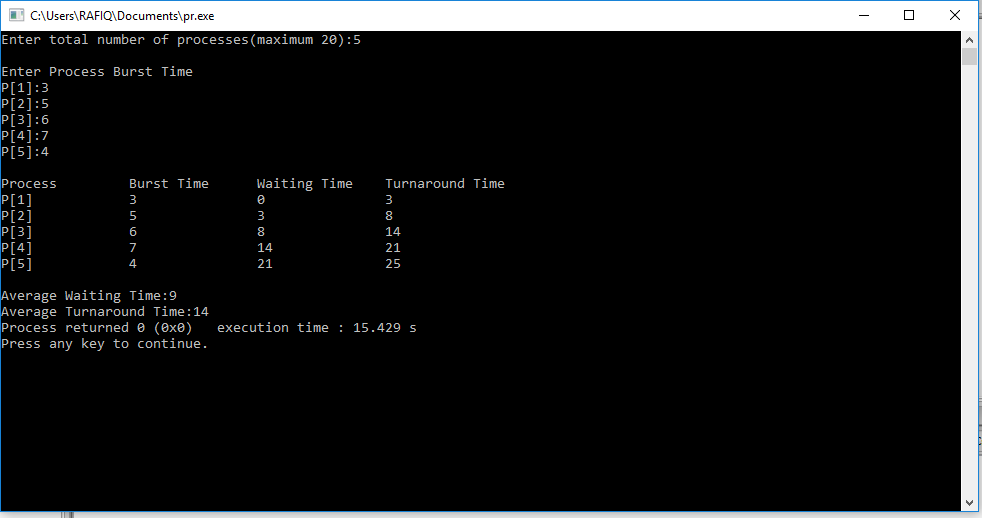 C:\Users\RAFIQ\Documents\pr.exe
Enter total number of processes(maximum 20):5
Enter Process Burst Time
P[1]:3
P[2]:5
P[3]:6
P[4]:7
P[5]:4
Process Burst Time Waiting Time Turnaround Time
P[1] 3 0 3
P[2] 5 3 8
P[3] 6 8 14
P[4] 7 14 21
P[5] 4 21 25
Average Waiting Time:9
Average Turnaround Time:14
Process returned 0 (0x0) execution time : 15.429 s
Press any key to continue.